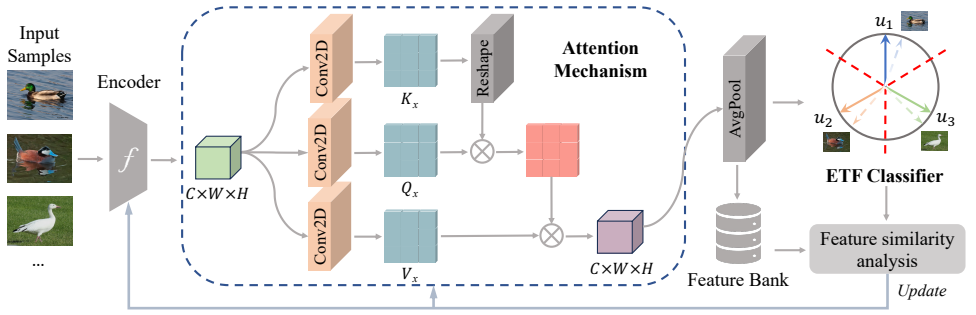 Input
Samples
...
Encoder
f
C×W×H
Conv2D
Conv2D
Conv2D
K_x
Q_x
V_x
Reshape
Attention
Mechanism
C×W×H
AvgPool
Feature Bank
u_1
u_2
u_3
ETF Classifier
Feature similarity
analysis
Update